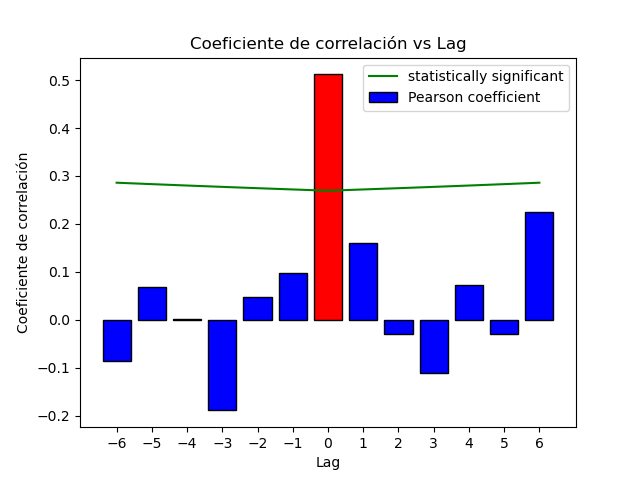 Coeficiente de correlación vs Lag
statistically significant
Pearson coefficient
Coeficiente de correlación
0.5
0.4
0.3
0.2
0.1
0.0
−0.1
−0.2
−6 −5 −4 −3 −2 −1 0 1 2 3 4 5 6
Lag